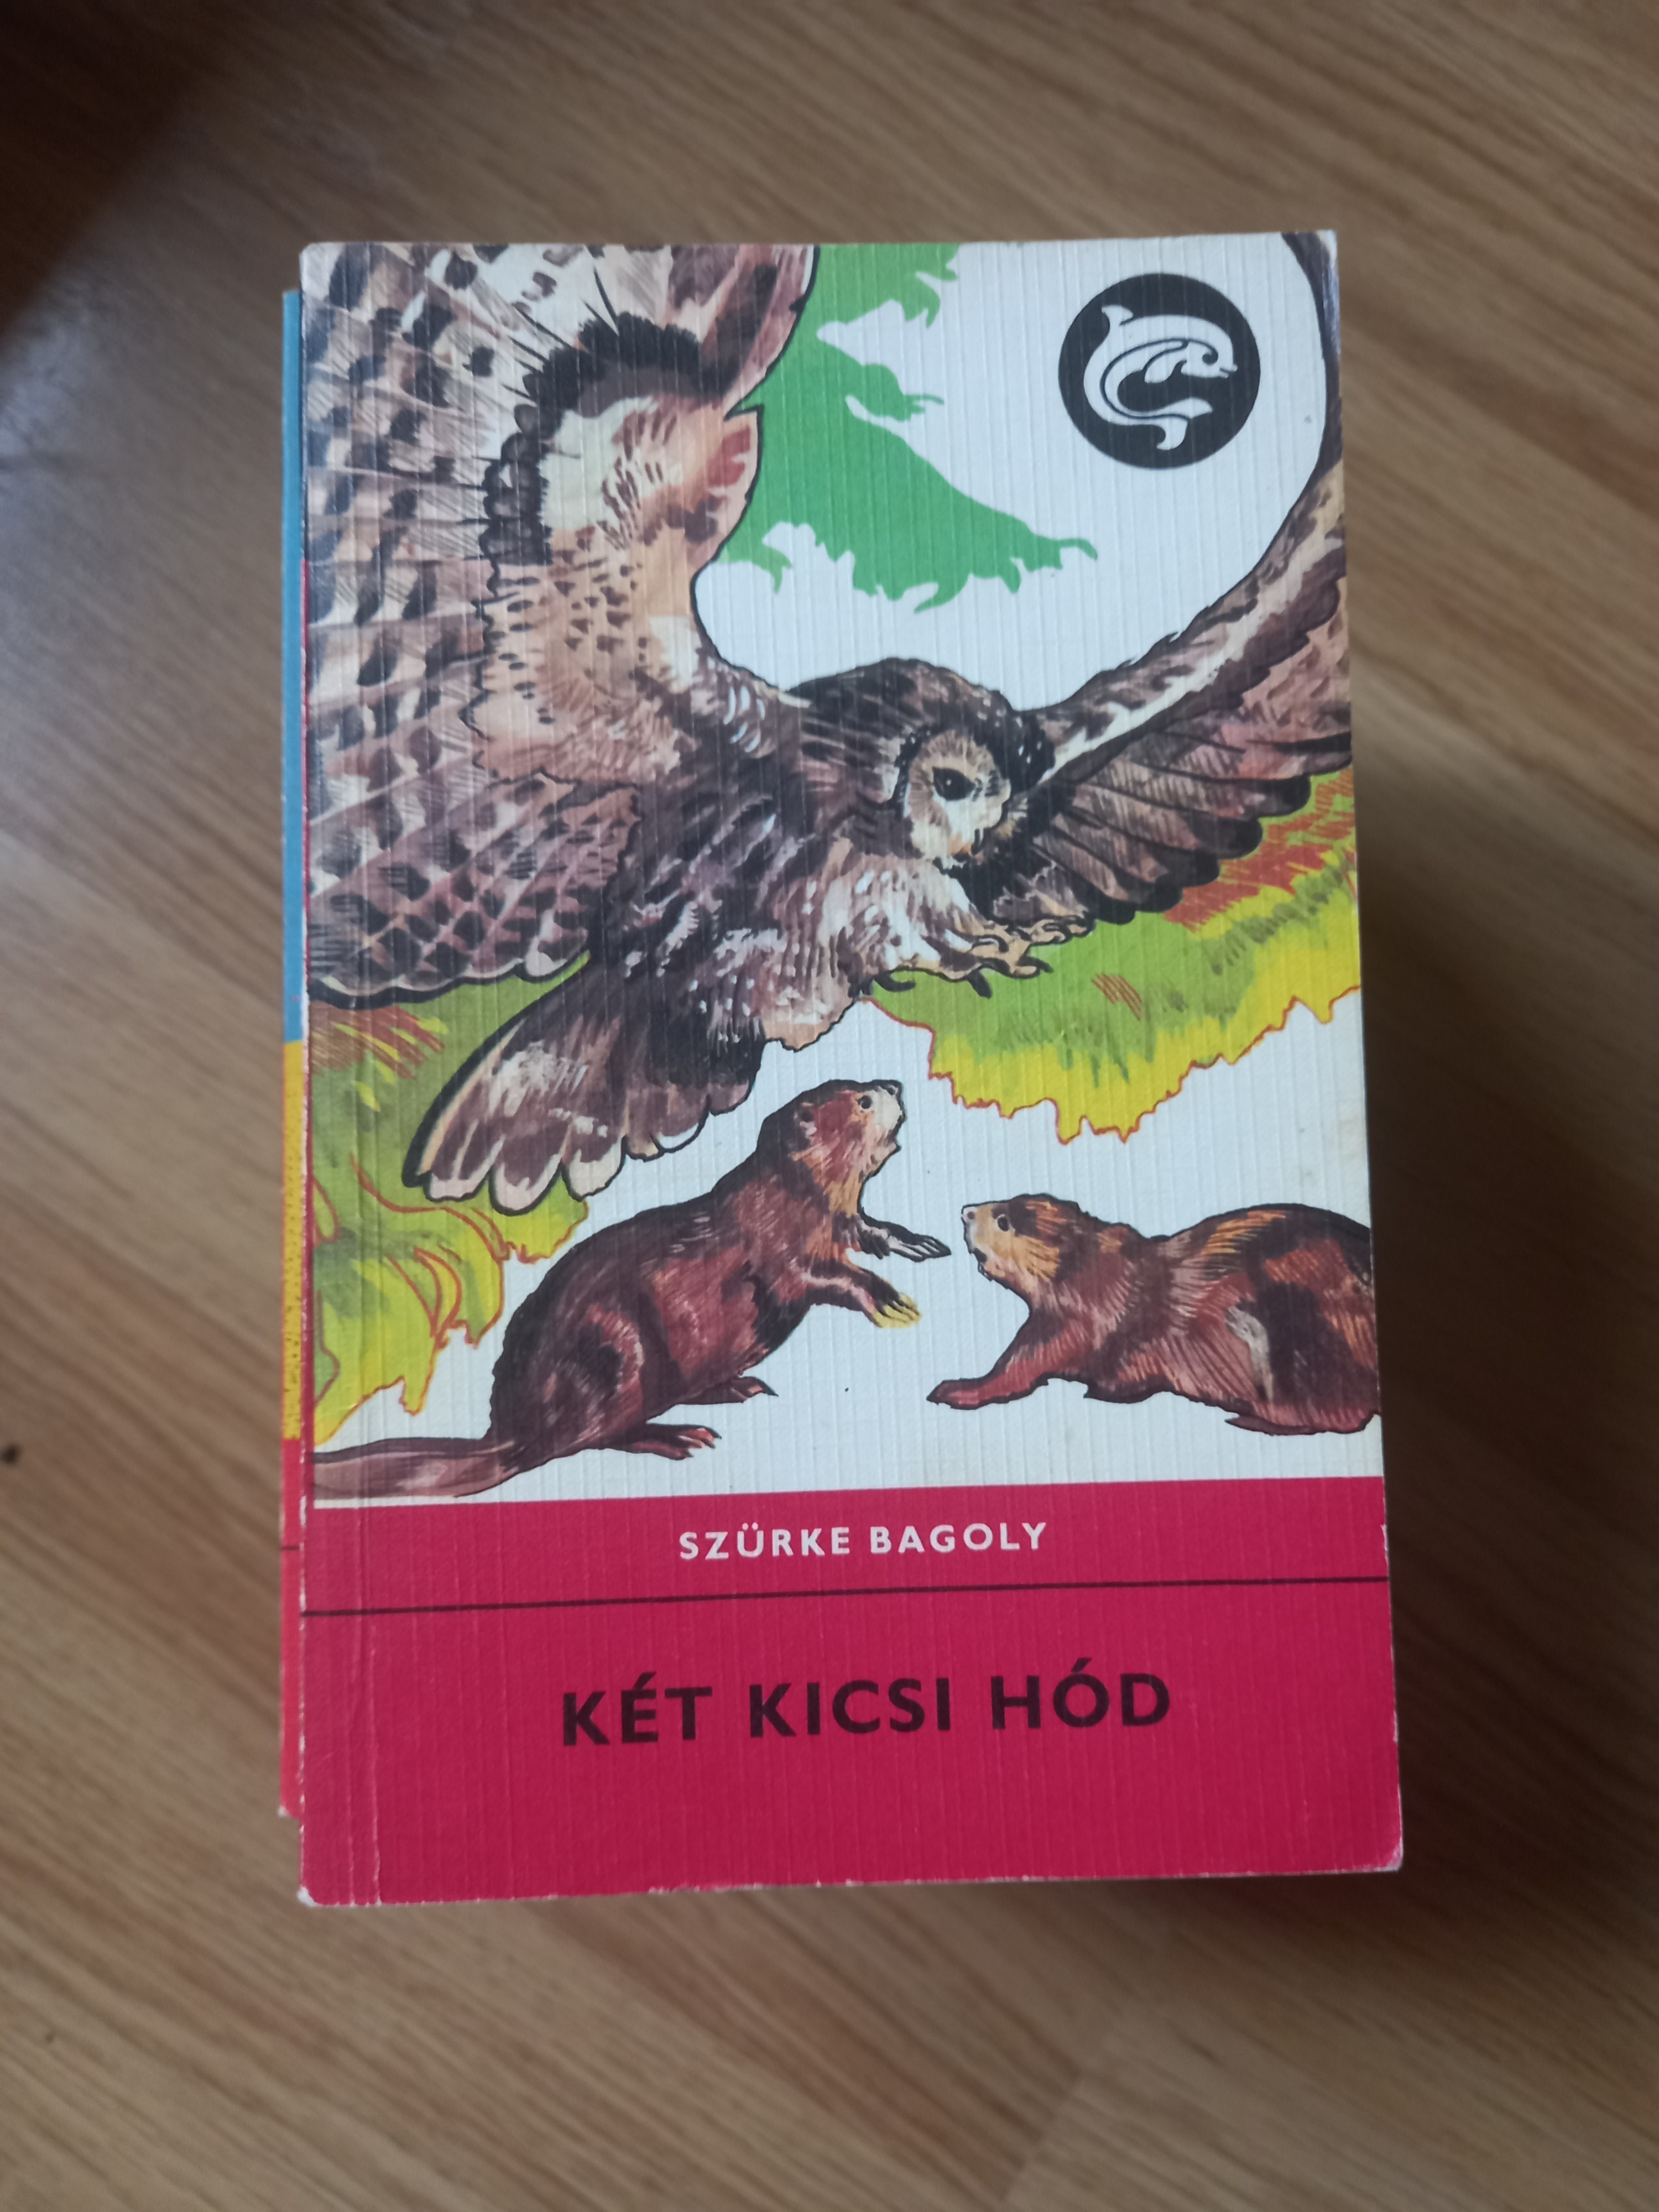 SZÜRKE BAGOLY
KÉT KICSI HÓD